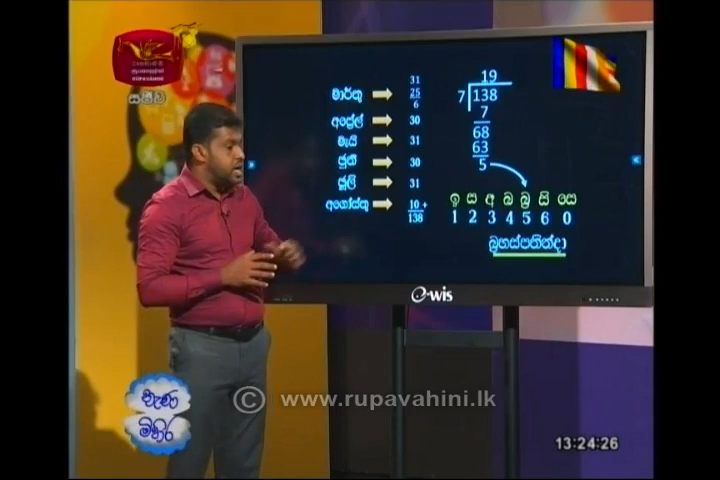 සජීවී
මාර්තු 31
25
6
අප්‍රේල් 30
මැයි 31
ජුනි 30
ජූලි 31
අගෝස්තු 10 +
138
19
7 138
7
68
63
5
ඉ ස අ බ බ්‍ර සි සෙ
1 2 3 4 5 6 0
බ්‍රහස්පතින්දා
e-wis
නැණ
මිහිර
© www.rupavahini.lk
13:24:26